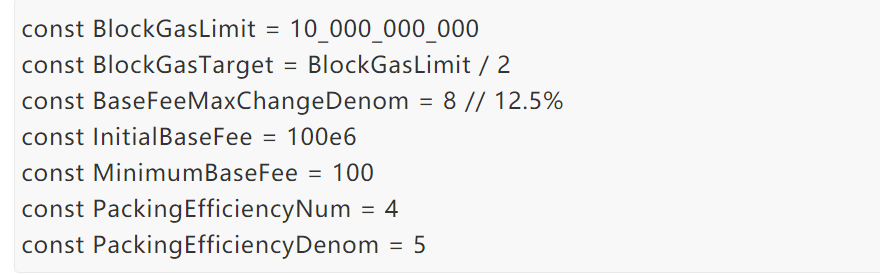 const BlockGasLimit = 10_000_000_000
const BlockGasTarget = BlockGasLimit / 2
const BaseFeeMaxChangeDenom = 8 // 12.5%
const InitialBaseFee = 100e6
const MinimumBaseFee = 100
const PackingEfficiencyNum = 4
const PackingEfficiencyDenom = 5